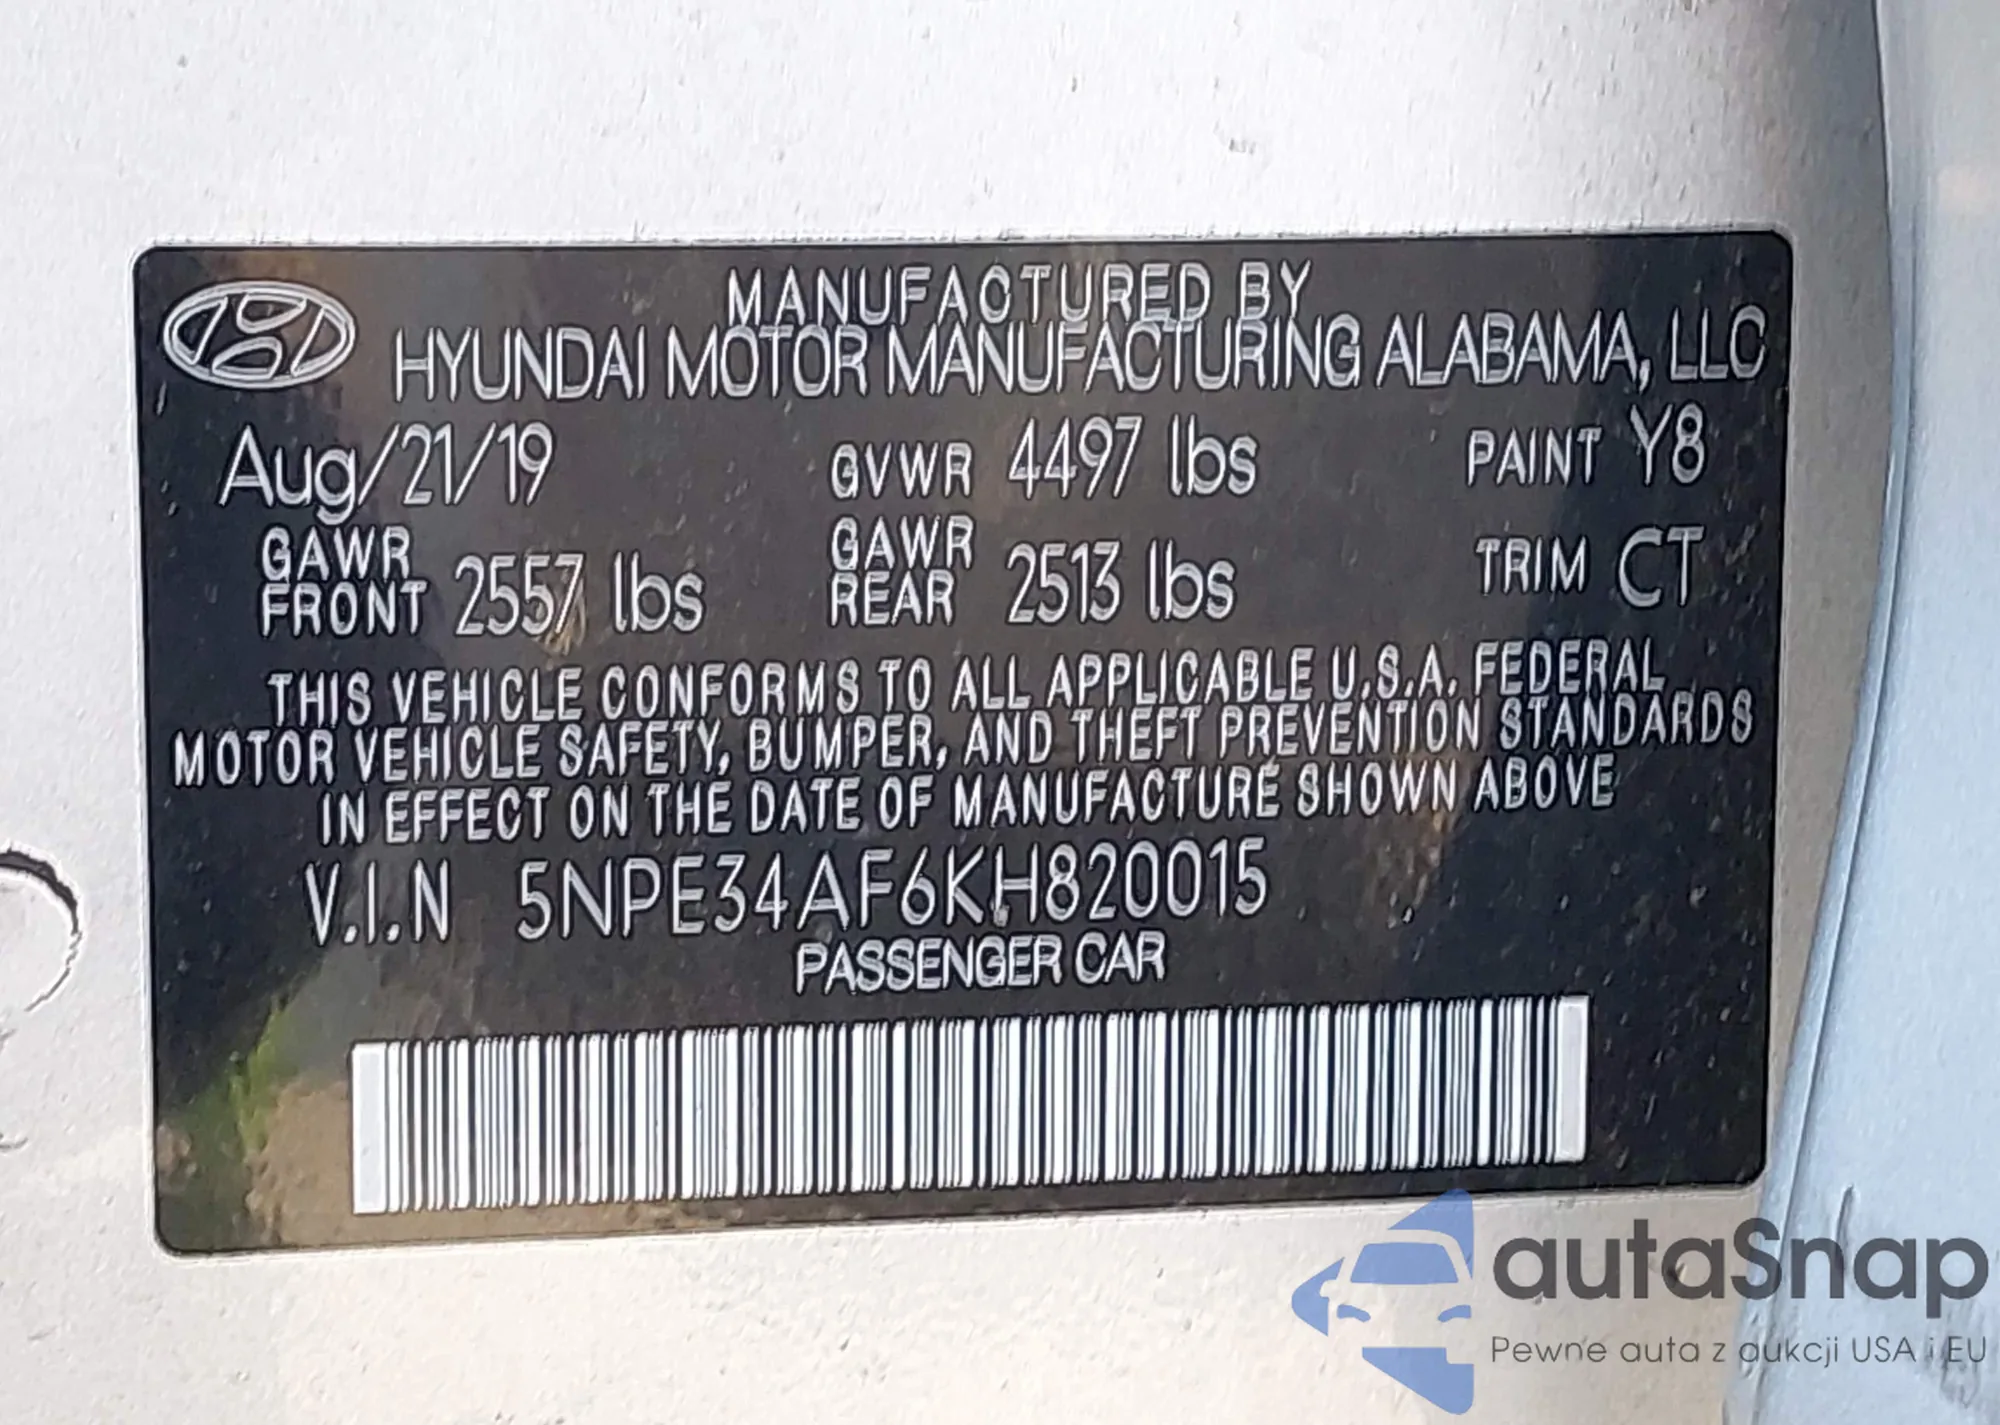 MANUFACTURED BY
HYUNDAI MOTOR MANUFACTURING ALABAMA, LLC
Aug/21/19 GVWR 4497 lbs PAINT Y8
GAWR FRONT 2557 lbs GAWR REAR 2513 lbs TRIM CT
THIS VEHICLE CONFORMS TO ALL APPLICABLE U.S.A. FEDERAL
MOTOR VEHICLE SAFETY, BUMPER, AND THEFT PREVENTION STANDARDS
IN EFFECT ON THE DATE OF MANUFACTURE SHOWN ABOVE
V.I.N 5NPE34AF6KH820015
PASSENGER CAR
autaSnap
Pewne auta z aukcji USA i EU